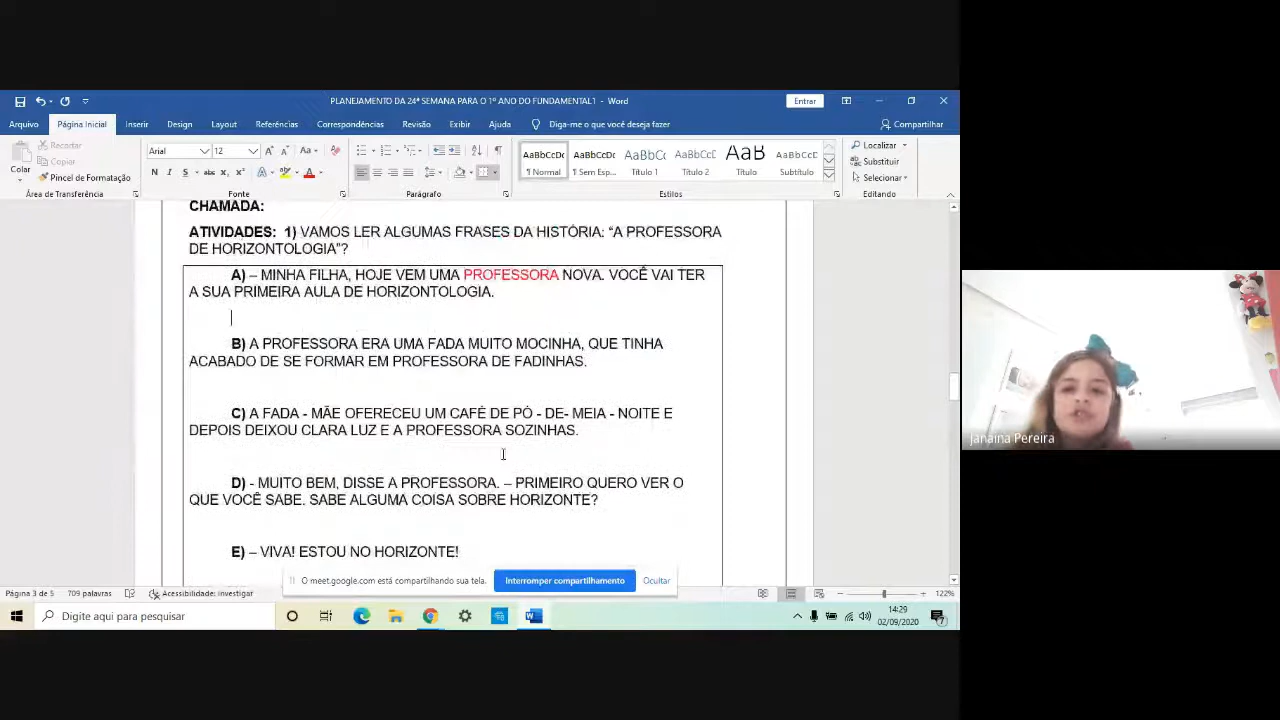 PLANEJAMENTO DA 24ª SEMANA PARA O 1º ANO DO FUNDAMENTAL1 - Word
Entrar
Arquivo Página Inicial Inserir Design Layout Referências Correspondências Revisão Exibir Ajuda Diga-me o que você deseja fazer Compartilhar
Colar
Recortar
Copiar
Pincel de Formatação
Área de Transferência
Arial 12
N I S abc x₂ x²
Fonte
Parágrafo
AaBbCcDc AaBbCcDc AaBbCc AaBbCcC AaB AaBbCcC
¶ Normal ¶ Sem Esp... Título 1 Título 2 Título Subtítulo
Estilos
Localizar
Substituir
Selecionar
Editando
CHAMADA:
ATIVIDADES: 1) VAMOS LER ALGUMAS FRASES DA HISTÓRIA: “A PROFESSORA
DE HORIZONTOLOGIA”?
A) – MINHA FILHA, HOJE VEM UMA PROFESSORA NOVA. VOCÊ VAI TER
A SUA PRIMEIRA AULA DE HORIZONTOLOGIA.
B) A PROFESSORA ERA UMA FADA MUITO MOCINHA, QUE TINHA
ACABADO DE SE FORMAR EM PROFESSORA DE FADINHAS.
C) A FADA - MÃE OFERECEU UM CAFÉ DE PÓ - DE- MEIA - NOITE E
DEPOIS DEIXOU CLARA LUZ E A PROFESSORA SOZINHAS.
D) - MUITO BEM, DISSE A PROFESSORA. – PRIMEIRO QUERO VER O
QUE VOCÊ SABE. SABE ALGUMA COISA SOBRE HORIZONTE?
E) – VIVA! ESTOU NO HORIZONTE!
O meet.google.com está compartilhando sua tela. Interromper compartilhamento Ocultar
Página 3 de 5 709 palavras Acessibilidade: investigar 122%
Digite aqui para pesquisar
14:29
02/09/2020
Janaina Pereira